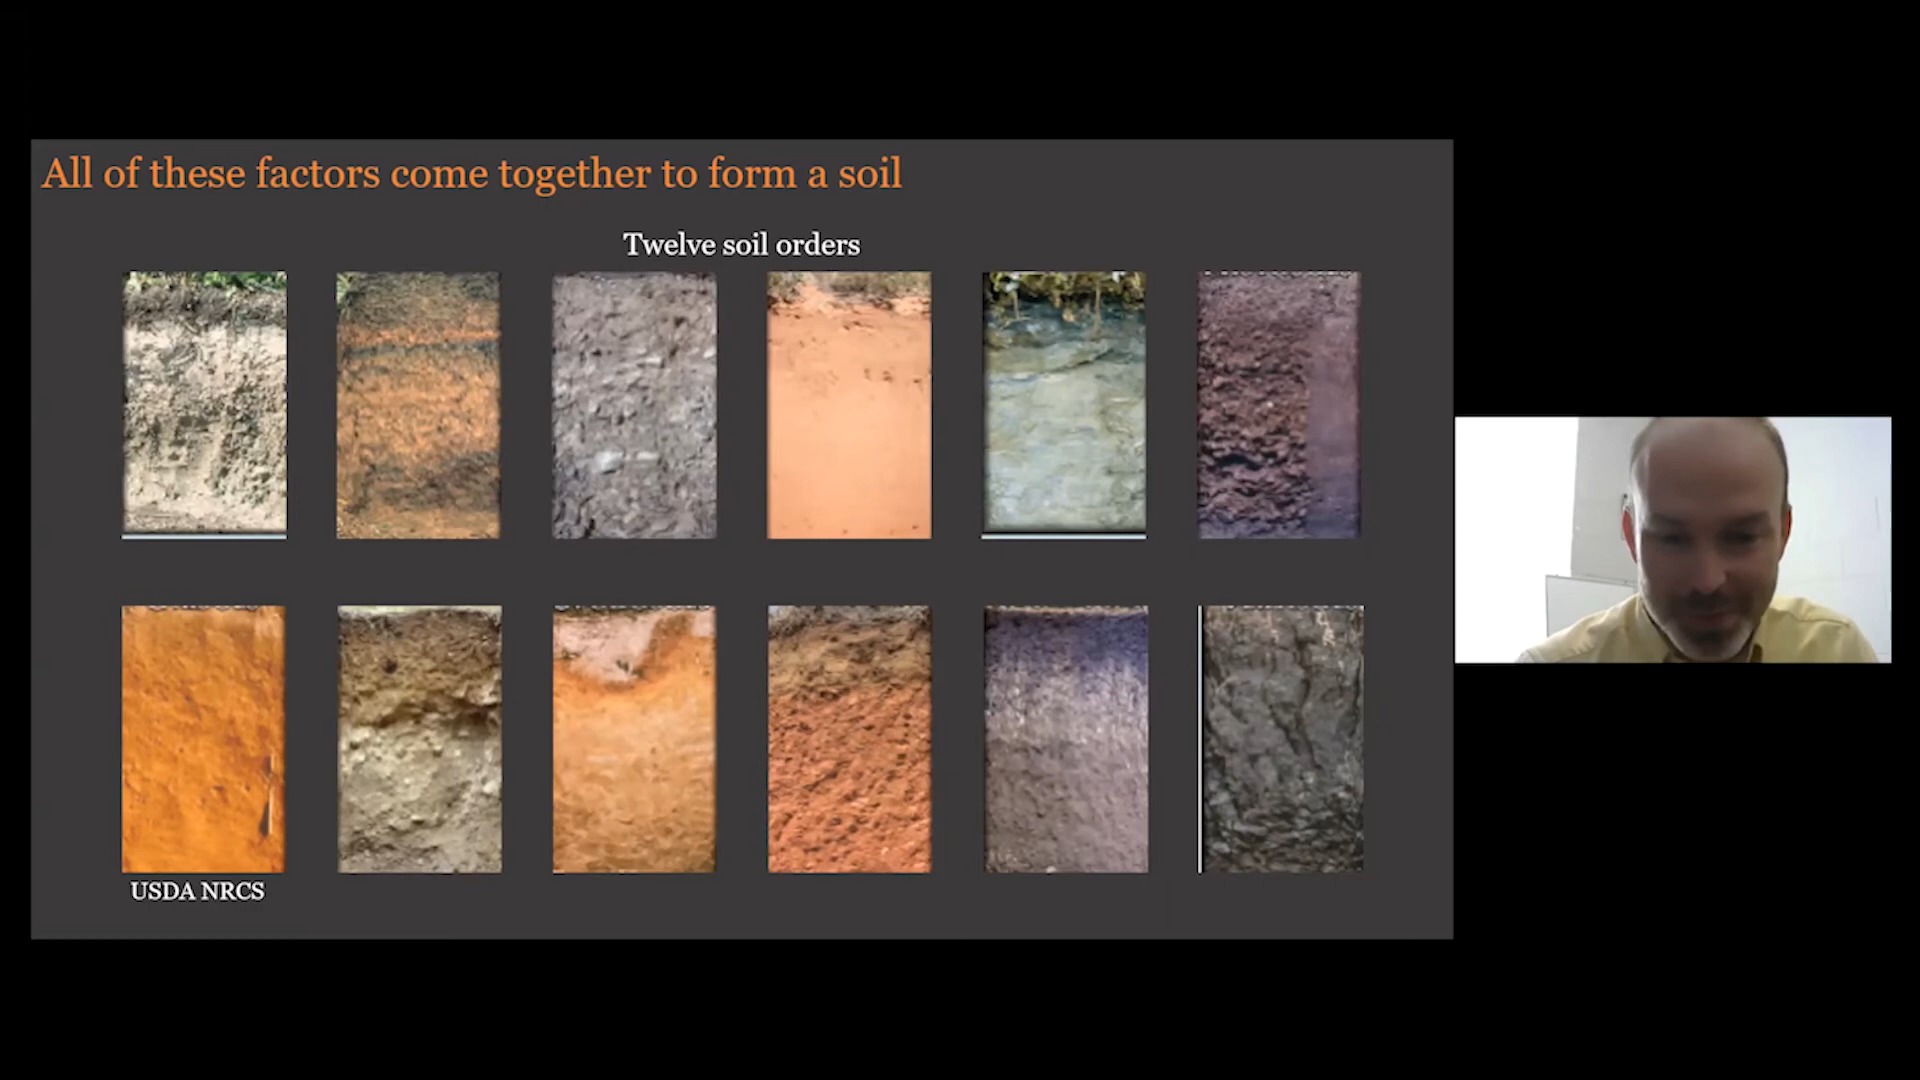 All of these factors come together to form a soil
Twelve soil orders
USDA NRCS